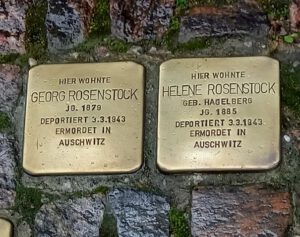 HIER WOHNTE
GEORG ROSENSTOCK
JG. 1879
DEPORTIERT 3.3.1943
ERMORDET IN
AUSCHWITZ
HIER WOHNTE
HELENE ROSENSTOCK
GEB. HAGELBERG
JG. 1885
DEPORTIERT 3.3.1943
ERMORDET IN
AUSCHWITZ